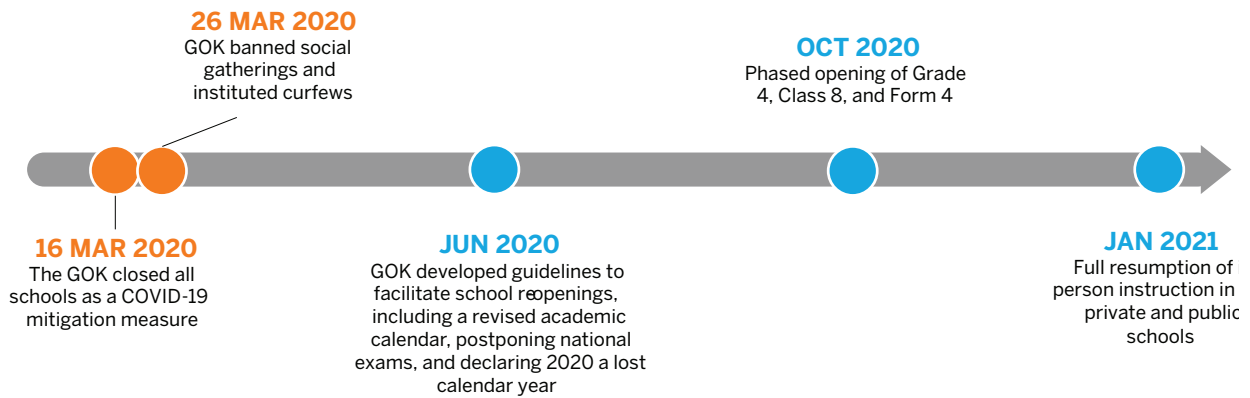 26 MAR 2020
GOK banned social
gatherings and
instituted curfews
OCT 2020
Phased opening of Grade
4, Class 8, and Form 4
16 MAR 2020
The GOK closed all
schools as a COVID-19
mitigation measure
JUN 2020
GOK developed guidelines to
facilitate school reopenings,
including a revised academic
calendar, postponing national
exams, and declaring 2020 a lost
calendar year
JAN 2021
Full resumption of
person instruction in
private and public
schools